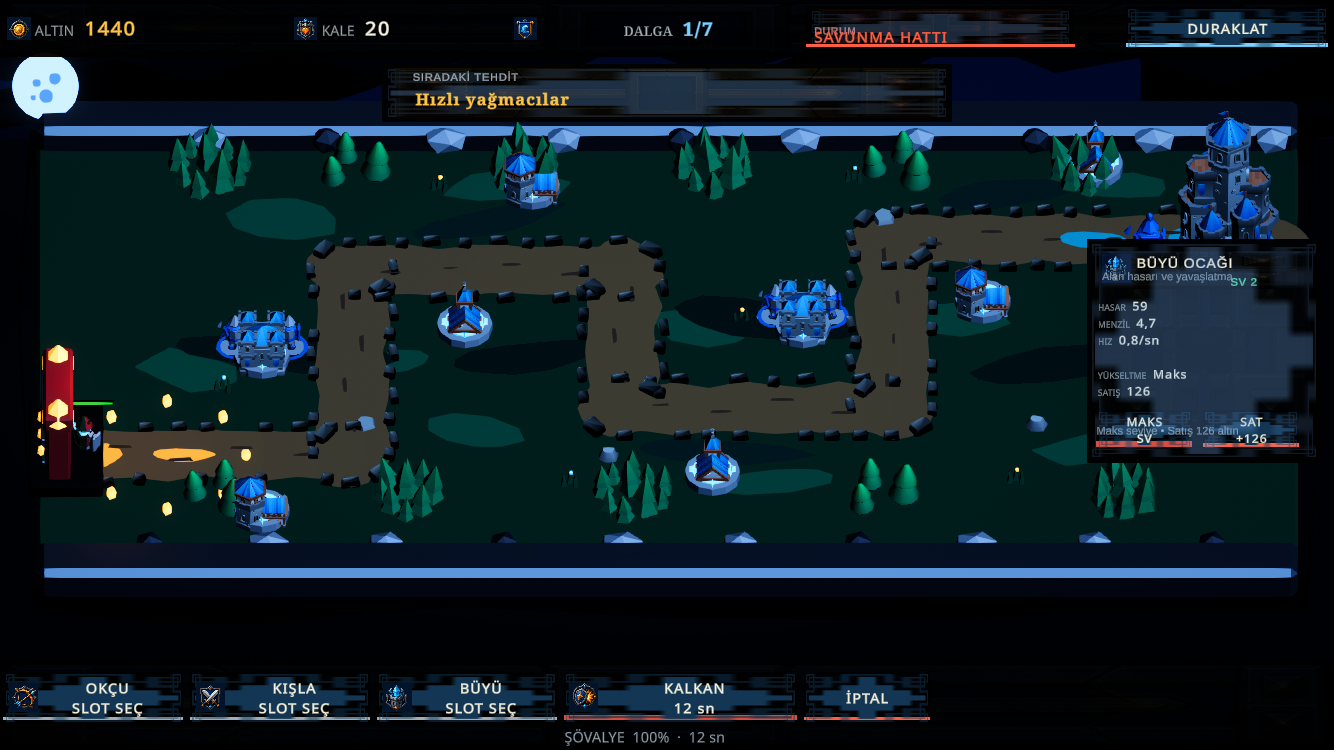 ALTIN 1440
KALE 20
DALGA 1/7
DURUM
SAVUNMA HATTI
DURAKLAT
SIRADAKİ TEHDİT
Hızlı yağmacılar
BÜYÜ OCAĞI
Alan hasarı ve yavaşlatma
SV 2
HASAR 59
MENZİL 4,7
HIZ 0,8/sn
YÜKSELTME Maks
SATIŞ 126
MAKS
SV
SAT
+126
Maks seviye • Satış 126 altın
OKÇU
SLOT SEÇ
KIŞLA
SLOT SEÇ
BÜYÜ
SLOT SEÇ
KALKAN
12 sn
İPTAL
ŞÖVALYE 100% · 12 sn